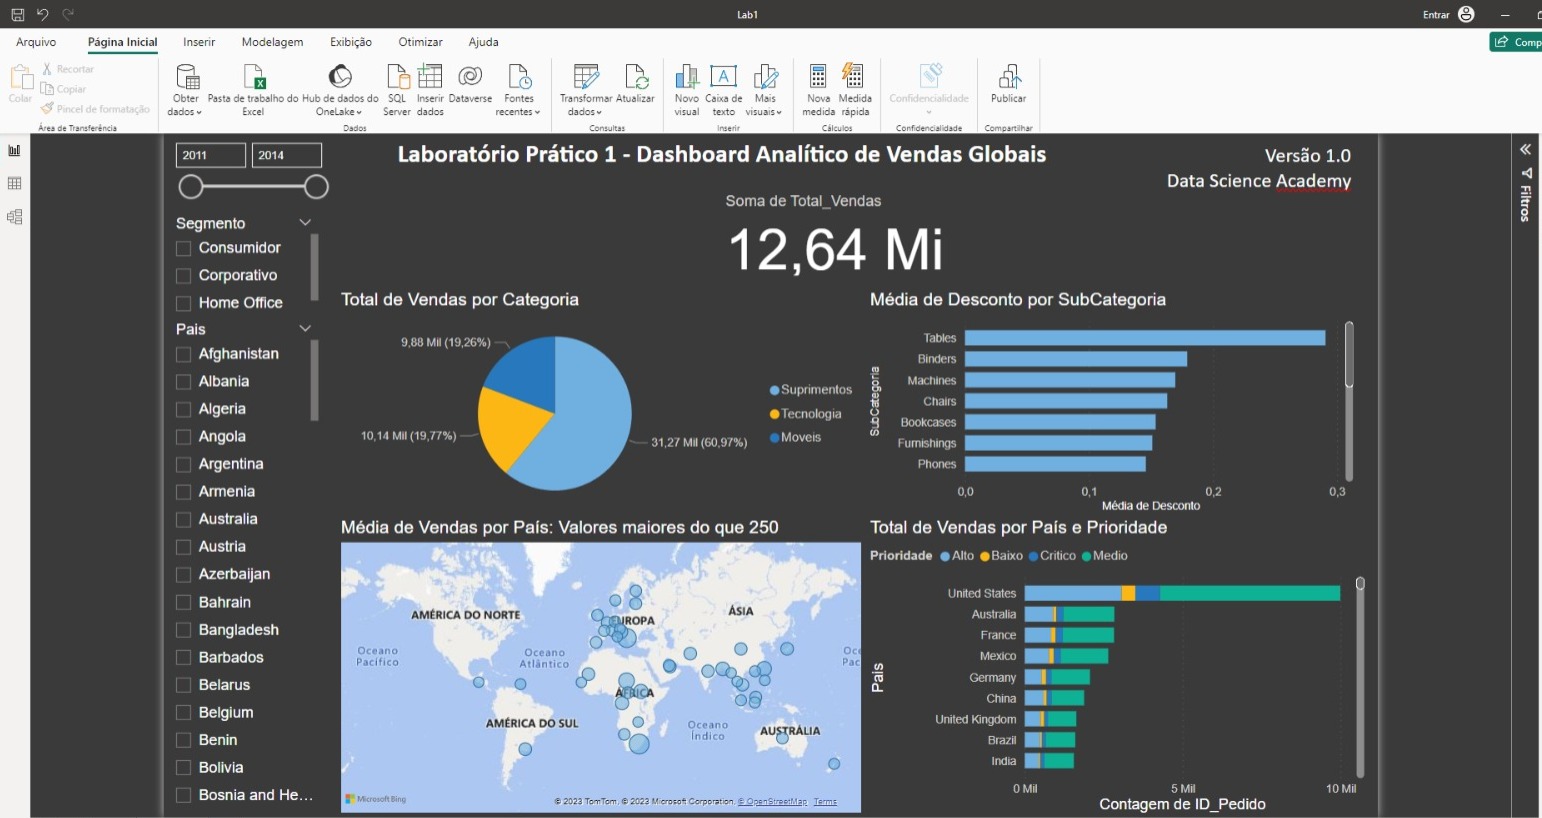 Lab1
Entrar
Arquivo Página Inicial Inserir Modelagem Exibição Otimizar Ajuda
Comp
Colar
Recortar
Copiar
Pincel de formatação
Área de Transferência
Obter dados
Pasta de trabalho do Excel
Hub de dados do OneLake
SQL Server
Inserir dados
Dataverse
Fontes recentes
Dados
Transformar dados
Atualizar
Consultas
Novo visual
Caixa de texto
Mais visuais
Inserir
Nova medida
Medida rápida
Cálculos
Confidencialidade
Confidencialidade
Publicar
Compartilhar
2011 2014
Laboratório Prático 1 - Dashboard Analítico de Vendas Globais
Versão 1.0
Data Science Academy
Filtros
Soma de Total_Vendas
12,64 Mi
Segmento
Consumidor
Corporativo
Home Office
Pais
Afghanistan
Albania
Algeria
Angola
Argentina
Armenia
Australia
Austria
Azerbaijan
Bahrain
Bangladesh
Barbados
Belarus
Belgium
Benin
Bolivia
Bosnia and He...
Total de Vendas por Categoria
9,88 Mil (19,26%)
10,14 Mil (19,77%)
31,27 Mil (60,97%)
Suprimentos
Tecnologia
Moveis
Média de Desconto por SubCategoria
SubCategoria
Tables
Binders
Machines
Chairs
Bookcases
Furnishings
Phones
0,0 0,1 0,2 0,3
Média de Desconto
Média de Vendas por País: Valores maiores do que 250
AMÉRICA DO NORTE
EUROPA
ÁSIA
Oceano Pacífico
Oceano Atlântico
Oce
Pac
ÁFRICA
AMÉRICA DO SUL
Oceano Índico
AUSTRÁLIA
Microsoft Bing
© 2023 TomTom, © 2023 Microsoft Corporation, © OpenStreetMap Terms
Total de Vendas por País e Prioridade
Prioridade Alto Baixo Critico Medio
Pais
United States
Australia
France
Mexico
Germany
China
United Kingdom
Brazil
India
0 Mil 5 Mil 10 Mil
Contagem de ID_Pedido